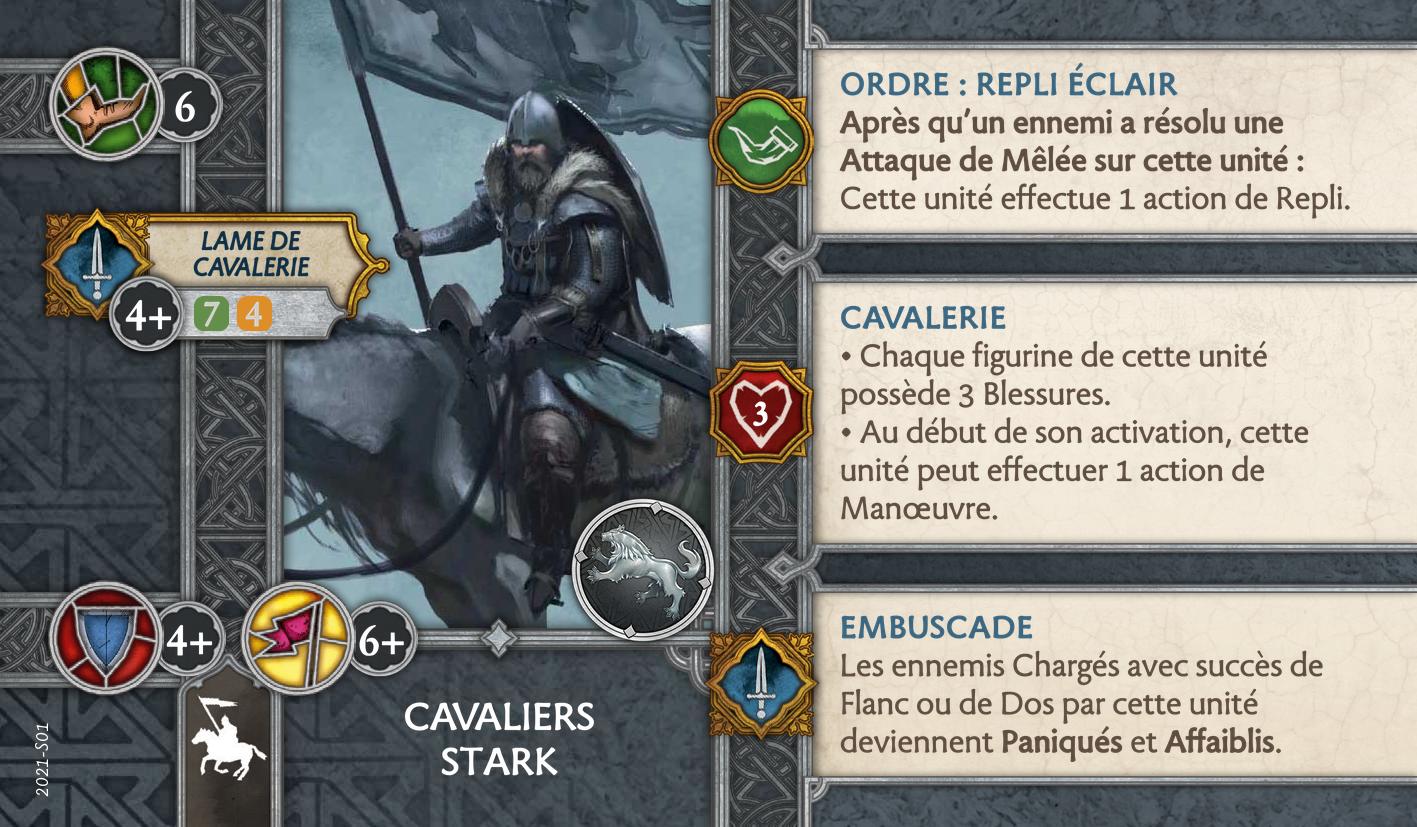 6
LAME DE
CAVALERIE
4+
7 4
4+
6+
CAVALIERS
STARK
2021-S01
ORDRE : REPLI ÉCLAIR
Après qu’un ennemi a résolu une
Attaque de Mêlée sur cette unité :
Cette unité effectue 1 action de Repli.
3
CAVALERIE
• Chaque figurine de cette unité
possède 3 Blessures.
• Au début de son activation, cette
unité peut effectuer 1 action de
Manœuvre.
EMBUSCADE
Les ennemis Chargés avec succès de
Flanc ou de Dos par cette unité
deviennent Paniqués et Affaiblis.